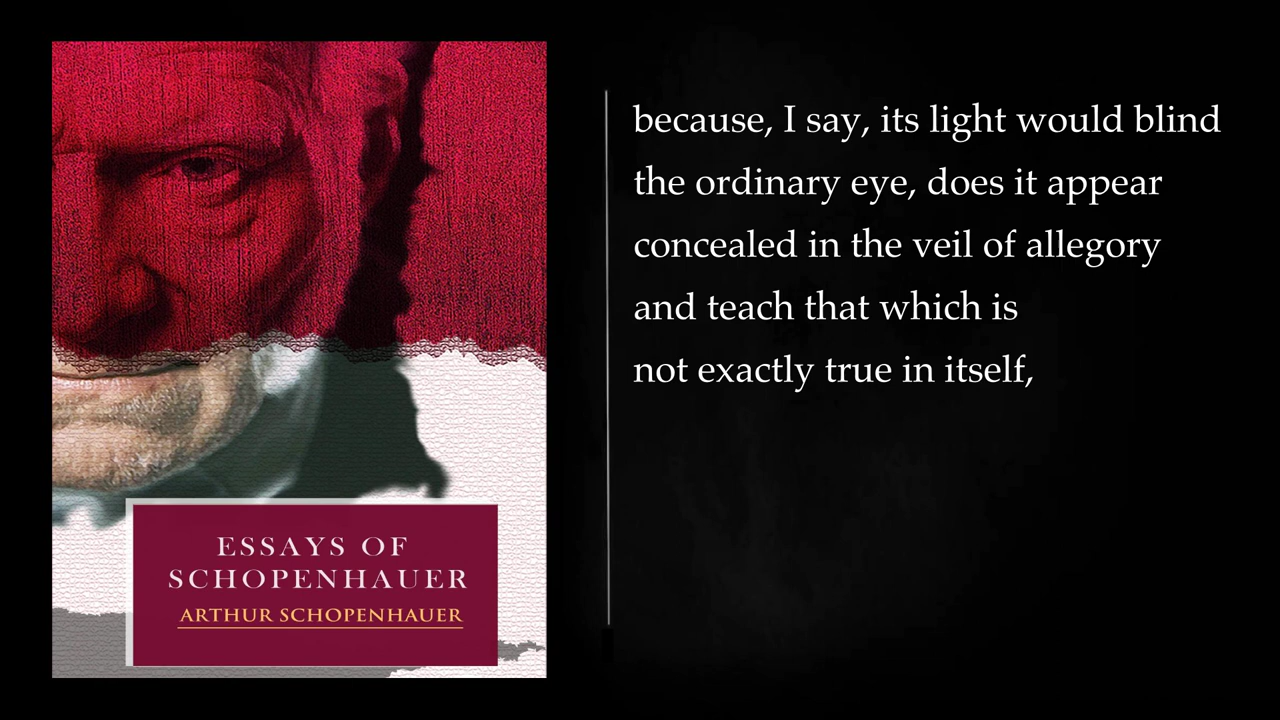 ESSAYS OF
SCHOPENHAUER
ARTHUR SCHOPENHAUER
because, I say, its light would blind
the ordinary eye, does it appear
concealed in the veil of allegory
and teach that which is
not exactly true in itself,